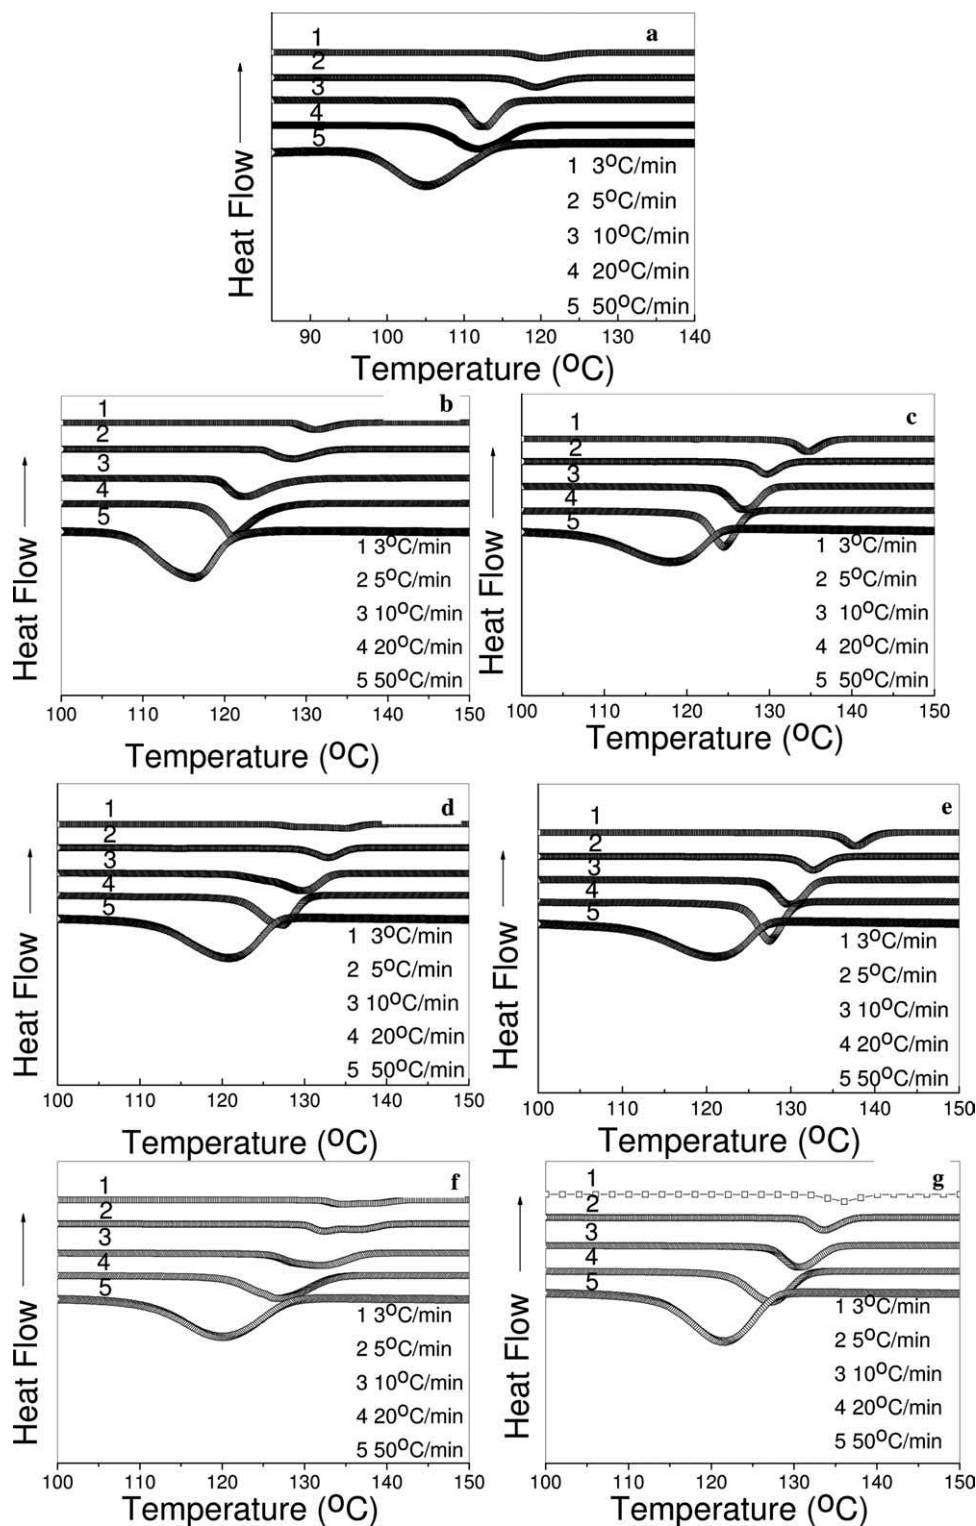 a
1
2
3
4
5
1 3°C/min
2 5°C/min
3 10°C/min
4 20°C/min
5 50°C/min
Heat Flow
90 100 110 120 130 140
Temperature (°C)
b
1
2
3
4
5
1 3°C/min
2 5°C/min
3 10°C/min
4 20°C/min
5 50°C/min
Heat Flow
100 110 120 130 140 150
Temperature (°C)
c
1
2
3
4
5
1 3°C/min
2 5°C/min
3 10°C/min
4 20°C/min
5 50°C/min
Heat Flow
100 110 120 130 140 150
Temperature (°C)
d
1
2
3
4
5
1 3°C/min
2 5°C/min
3 10°C/min
4 20°C/min
5 50°C/min
Heat Flow
100 110 120 130 140 150
Temperature (°C)
e
1
2
3
4
5
1 3°C/min
2 5°C/min
3 10°C/min
4 20°C/min
5 50°C/min
Heat Flow
100 110 120 130 140 150
Temperature (°C)
f
1
2
3
4
5
1 3°C/min
2 5°C/min
3 10°C/min
4 20°C/min
5 50°C/min
Heat Flow
100 110 120 130 140 150
Temperature (°C)
g
1
2
3
4
5
1 3°C/min
2 5°C/min
3 10°C/min
4 20°C/min
5 50°C/min
Heat Flow
100 110 120 130 140 150
Temperature (°C)